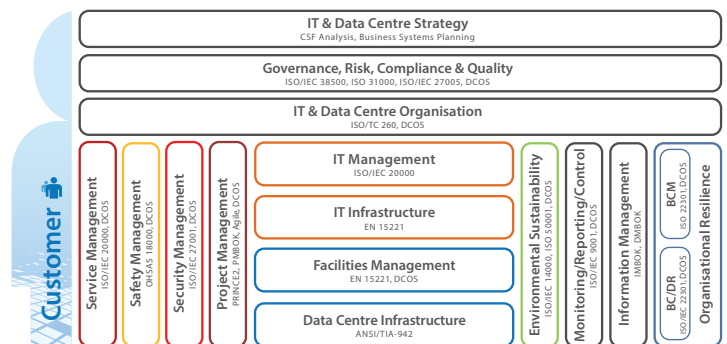 IT & Data Centre Strategy
CSF Analysis, Business Systems Planning
Governance, Risk, Compliance & Quality
ISO/IEC 38500, ISO 31000, ISO/IEC 27005, DCOS
IT & Data Centre Organisation
ISO/TC 260, DCOS
Customer
Service Management
ISO/IEC 20000, DCOS
Safety Management
OHSAS 18000, DCOS
Security Management
ISO/IEC 27001, DCOS
Project Management
PRINCE2, PMBOK, Agile, DCOS
IT Management
ISO/IEC 20000
IT Infrastructure
EN 15221
Facilities Management
EN 15221, DCOS
Data Centre Infrastructure
ANSI/TIA-942
Environmental Sustainability
ISO/IEC 14000, ISO 50001, DCOS
Monitoring/Reporting/Control
ISO/IEC 9001, DCOS
Information Management
IMBOK, DMBOK
BCM
ISO 22301, DCOS
BC/DR
ISO/IEC 22301, DCOS
Organisational Resilience